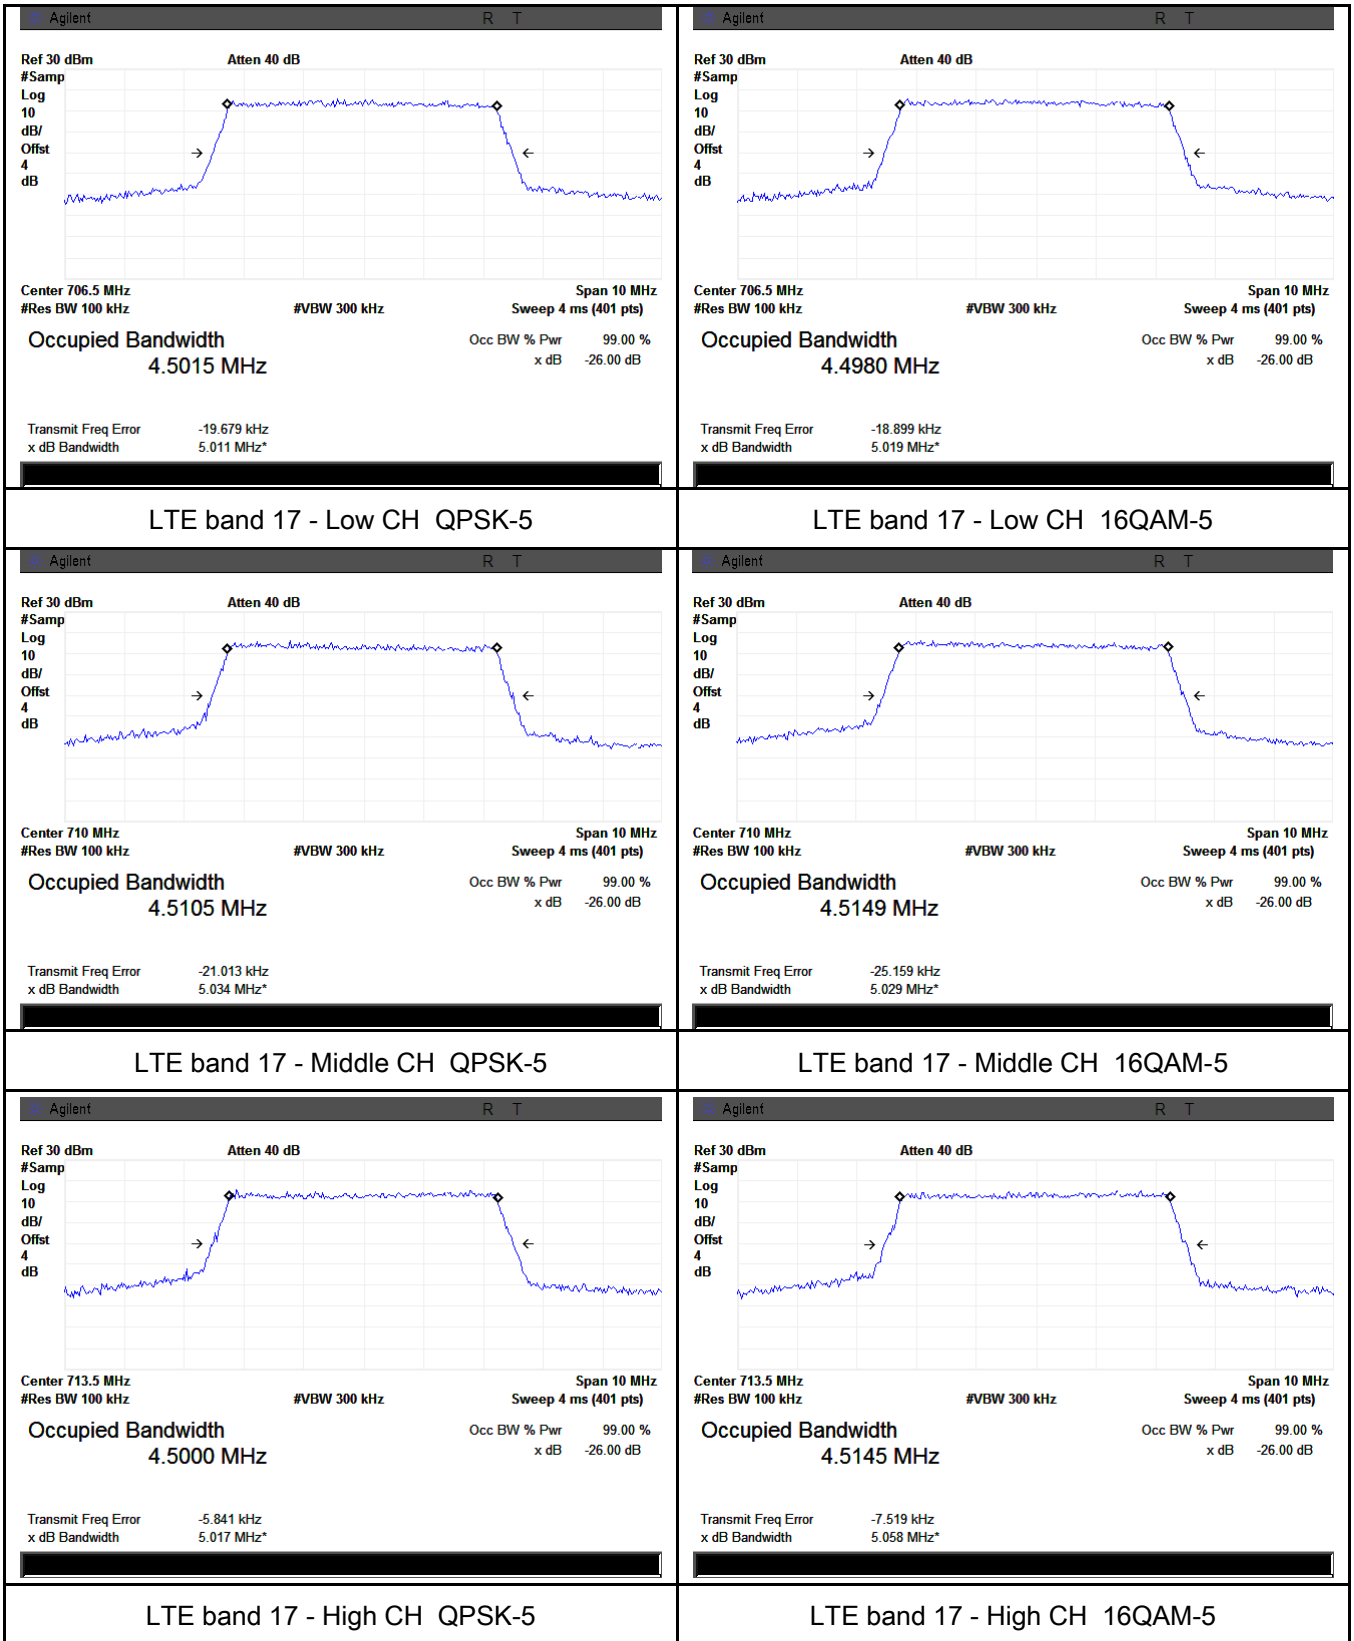 Agilent R T
Ref 30 dBm Atten 40 dB
#Samp
Log
10
dB/
Offst
4
dB
Center 706.5 MHz Span 10 MHz
#Res BW 100 kHz #VBW 300 kHz Sweep 4 ms (401 pts)
Occupied Bandwidth Occ BW % Pwr 99.00 %
4.5015 MHz x dB -26.00 dB
Transmit Freq Error -19.679 kHz
x dB Bandwidth 5.011 MHz*
LTE band 17 - Low CH QPSK-5
Agilent R T
Ref 30 dBm Atten 40 dB
#Samp
Log
10
dB/
Offst
4
dB
Center 706.5 MHz Span 10 MHz
#Res BW 100 kHz #VBW 300 kHz Sweep 4 ms (401 pts)
Occupied Bandwidth Occ BW % Pwr 99.00 %
4.4980 MHz x dB -26.00 dB
Transmit Freq Error -18.899 kHz
x dB Bandwidth 5.019 MHz*
LTE band 17 - Low CH 16QAM-5
Agilent R T
Ref 30 dBm Atten 40 dB
#Samp
Log
10
dB/
Offst
4
dB
Center 710 MHz Span 10 MHz
#Res BW 100 kHz #VBW 300 kHz Sweep 4 ms (401 pts)
Occupied Bandwidth Occ BW % Pwr 99.00 %
4.5105 MHz x dB -26.00 dB
Transmit Freq Error -21.013 kHz
x dB Bandwidth 5.034 MHz*
LTE band 17 - Middle CH QPSK-5
Agilent R T
Ref 30 dBm Atten 40 dB
#Samp
Log
10
dB/
Offst
4
dB
Center 710 MHz Span 10 MHz
#Res BW 100 kHz #VBW 300 kHz Sweep 4 ms (401 pts)
Occupied Bandwidth Occ BW % Pwr 99.00 %
4.5149 MHz x dB -26.00 dB
Transmit Freq Error -25.159 kHz
x dB Bandwidth 5.029 MHz*
LTE band 17 - Middle CH 16QAM-5
Agilent R T
Ref 30 dBm Atten 40 dB
#Samp
Log
10
dB/
Offst
4
dB
Center 713.5 MHz Span 10 MHz
#Res BW 100 kHz #VBW 300 kHz Sweep 4 ms (401 pts)
Occupied Bandwidth Occ BW % Pwr 99.00 %
4.5000 MHz x dB -26.00 dB
Transmit Freq Error -5.841 kHz
x dB Bandwidth 5.017 MHz*
LTE band 17 - High CH QPSK-5
Agilent R T
Ref 30 dBm Atten 40 dB
#Samp
Log
10
dB/
Offst
4
dB
Center 713.5 MHz Span 10 MHz
#Res BW 100 kHz #VBW 300 kHz Sweep 4 ms (401 pts)
Occupied Bandwidth Occ BW % Pwr 99.00 %
4.5145 MHz x dB -26.00 dB
Transmit Freq Error -7.519 kHz
x dB Bandwidth 5.058 MHz*
LTE band 17 - High CH 16QAM-5